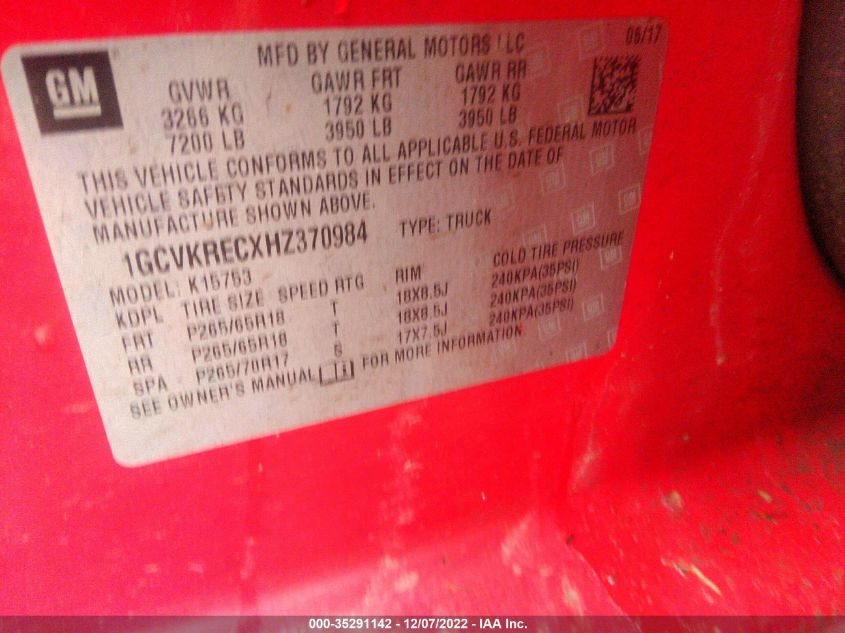 GM
MFD BY GENERAL MOTORS LLC 06/17
GVWR GAWR FRT GAWR RR
3266 KG 1792 KG 1792 KG
7200 LB 3950 LB 3950 LB
THIS VEHICLE CONFORMS TO ALL APPLICABLE U.S. FEDERAL MOTOR
VEHICLE SAFETY STANDARDS IN EFFECT ON THE DATE OF
MANUFACTURE SHOWN ABOVE.
1GCVKRECXHZ370984 TYPE: TRUCK
MODEL: K15753
KDPL TIRE SIZE SPEED RTG RIM COLD TIRE PRESSURE
FRT P265/65R18 T 18X8.5J 240KPA(35PSI)
RR P265/65R18 T 18X8.5J 240KPA(35PSI)
SPA P265/70R17 S 17X7.5J 240KPA(35PSI)
SEE OWNER'S MANUAL FOR MORE INFORMATION
000-35291142 - 12/07/2022 - IAA Inc.